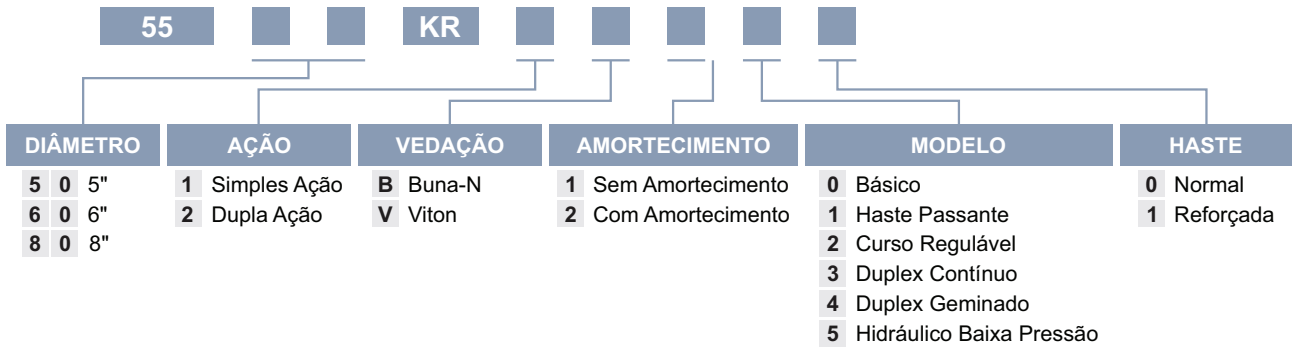 55 KR
DIÂMETRO AÇÃO VEDAÇÃO AMORTECIMENTO MODELO HASTE
5 0 5" 1 Simples Ação B Buna-N 1 Sem Amortecimento 0 Básico 0 Normal
6 0 6" 2 Dupla Ação V Viton 2 Com Amortecimento 1 Haste Passante 1 Reforçada
8 0 8" 2 Curso Regulável
3 Duplex Contínuo
4 Duplex Geminado
5 Hidráulico Baixa Pressão